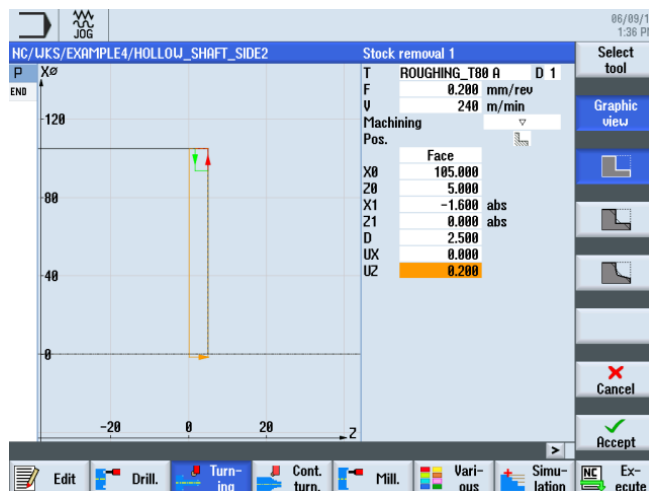 JOG
06/09/1
1:36 P
NC/WKS/EXAMPLE4/HOLLOW_SHAFT_SIDE2
Stock removal 1
Select
tool
P
END
XØ
T ROUGHING_T80 A D 1
F 0.200 mm/rev
V 240 m/min
Machining ▽
Pos.
Face
X0 105.000
Z0 5.000
X1 -1.600 abs
Z1 0.000 abs
D 2.500
UX 0.000
UZ 0.200
120
80
40
0
-20 0 20 Z
Graphic
view
Cancel
Accept
>
Edit
Drill.
Turn-
ing
Cont.
turn.
Mill.
Vari-
ous
Simu-
lation
NC
Ex-
ecute